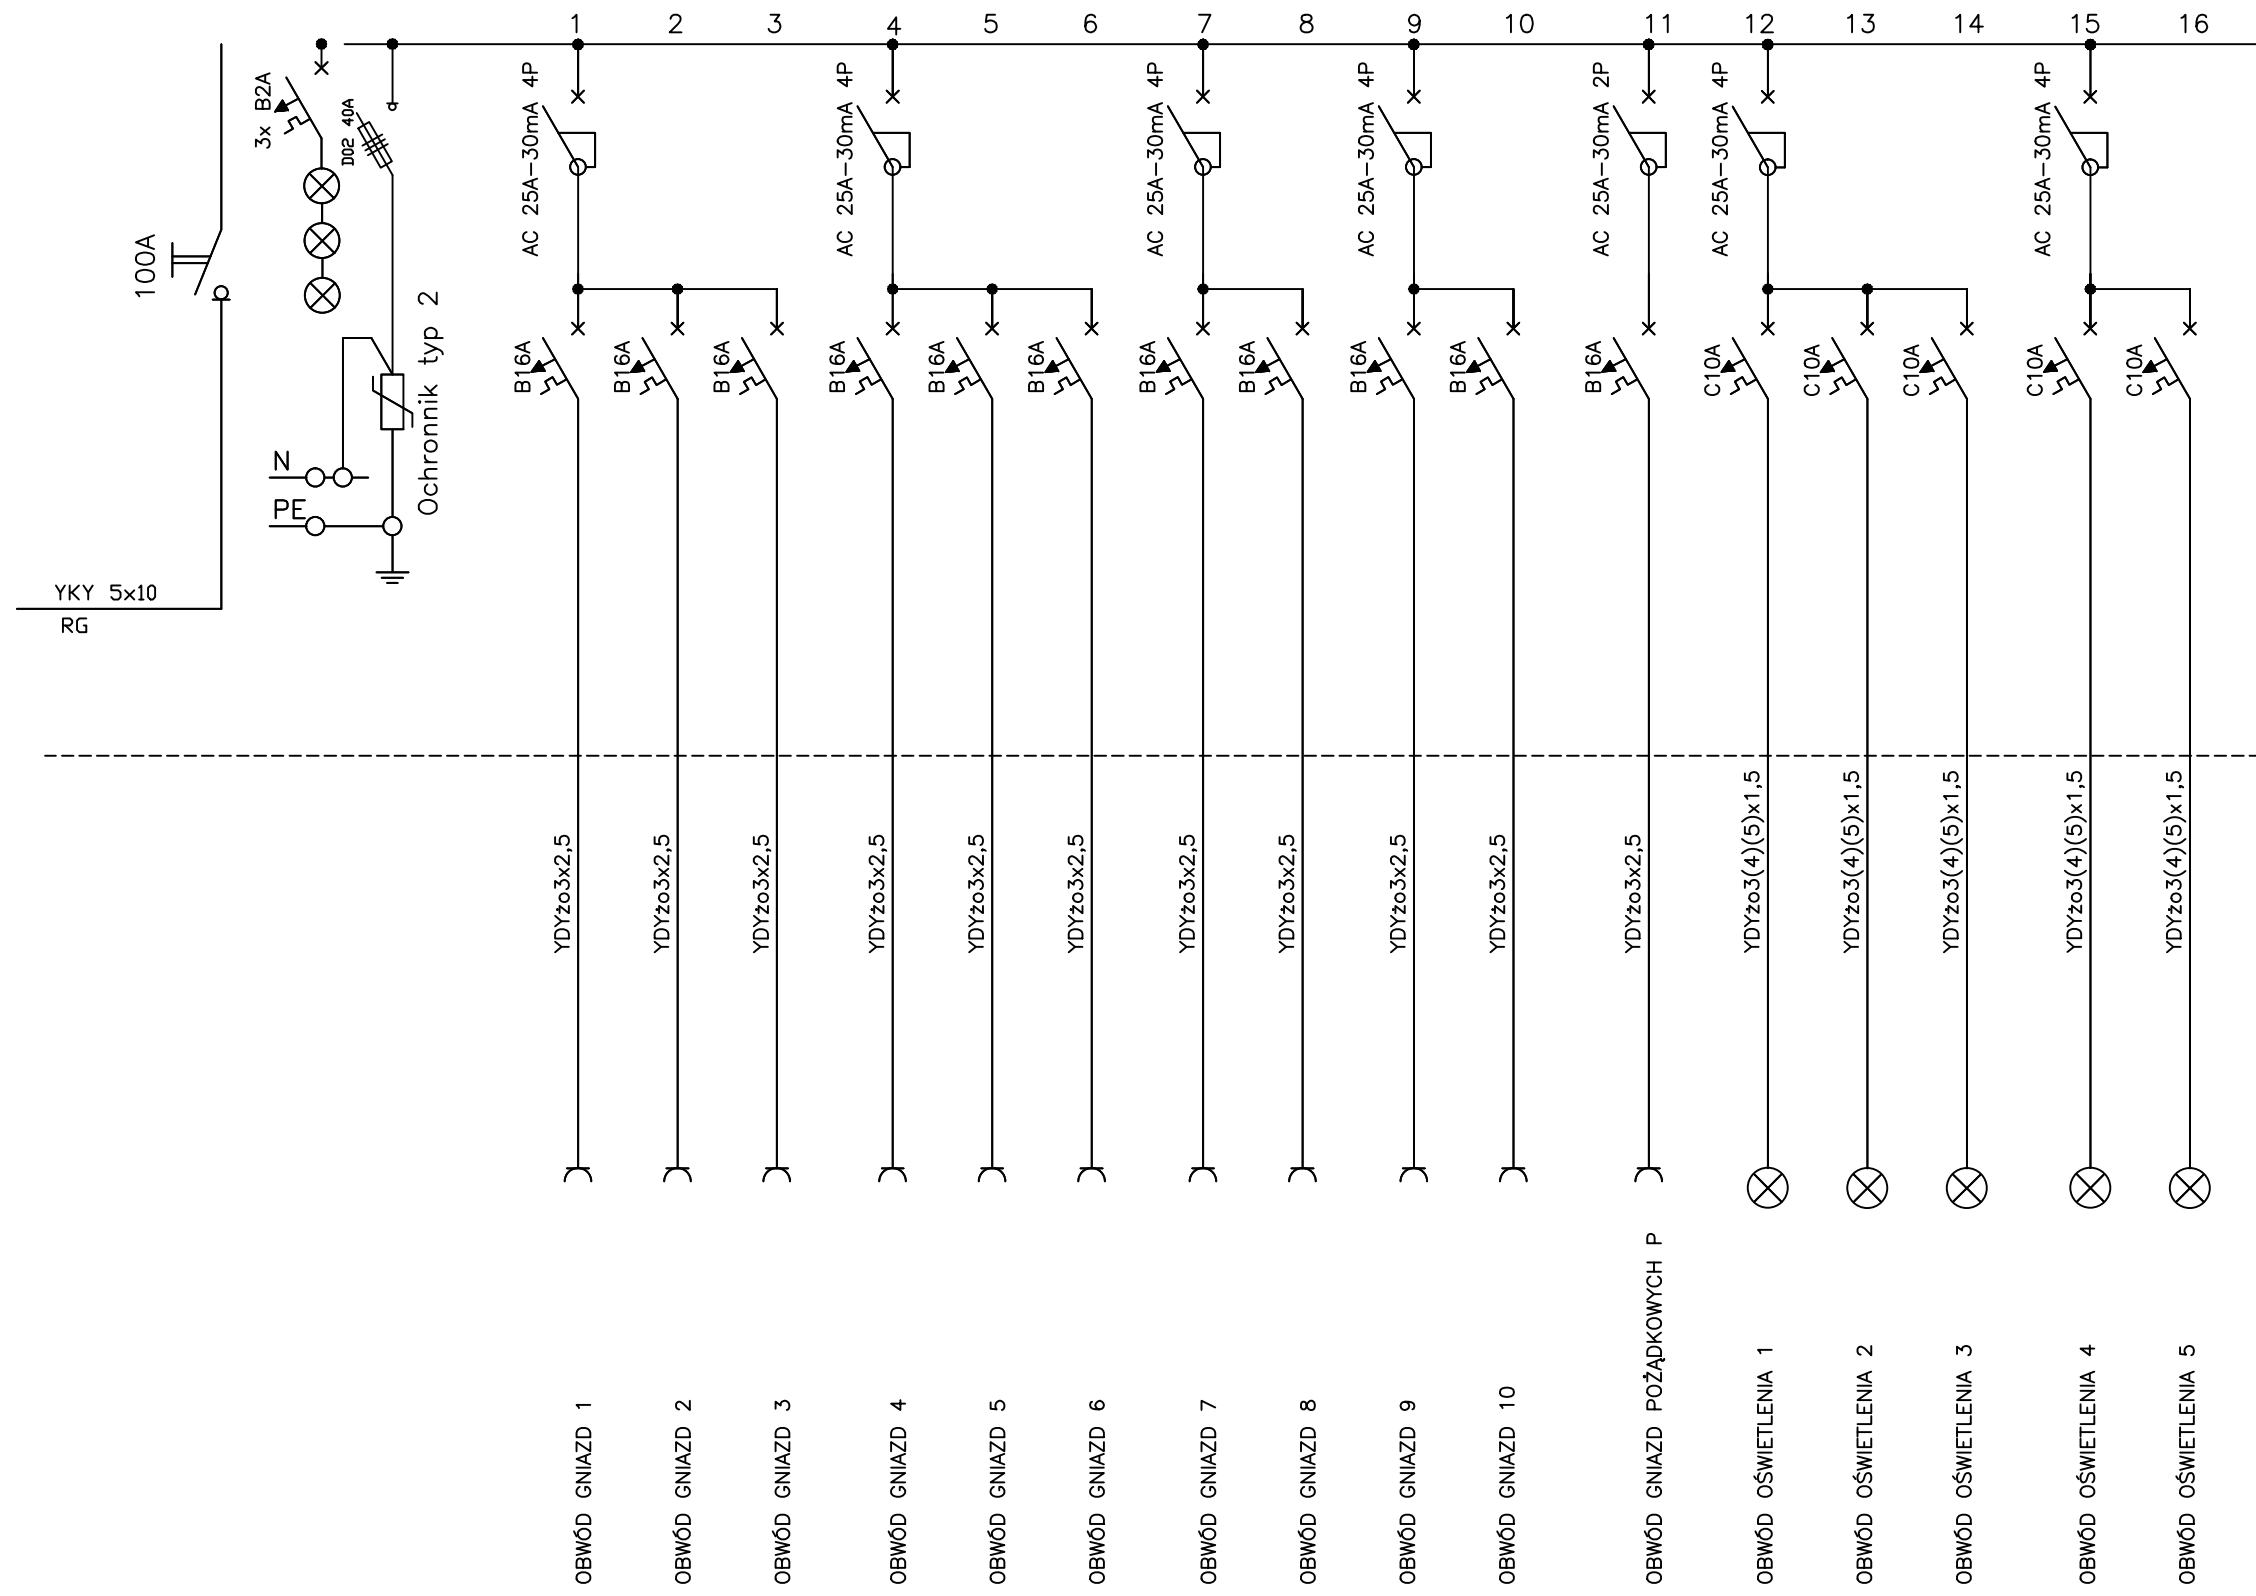 1 2 3 4 5 6 7 8 9 10 11 12 13 14 15 16
100A
3x B2A
D02 40A
Ochronnik typ 2
N
PE
YKY 5x10
RG
AC 25A-30mA 4P
AC 25A-30mA 4P
AC 25A-30mA 4P
AC 25A-30mA 4P
AC 25A-30mA 2P
AC 25A-30mA 4P
AC 25A-30mA 4P
B16A
B16A
B16A
B16A
B16A
B16A
B16A
B16A
B16A
B16A
B16A
C10A
C10A
C10A
C10A
C10A
YDYżo3x2,5
YDYżo3x2,5
YDYżo3x2,5
YDYżo3x2,5
YDYżo3x2,5
YDYżo3x2,5
YDYżo3x2,5
YDYżo3x2,5
YDYżo3x2,5
YDYżo3x2,5
YDYżo3x2,5
YDYżo3(4)(5)x1,5
YDYżo3(4)(5)x1,5
YDYżo3(4)(5)x1,5
YDYżo3(4)(5)x1,5
YDYżo3(4)(5)x1,5
OBWÓD GNIAZD 1
OBWÓD GNIAZD 2
OBWÓD GNIAZD 3
OBWÓD GNIAZD 4
OBWÓD GNIAZD 5
OBWÓD GNIAZD 6
OBWÓD GNIAZD 7
OBWÓD GNIAZD 8
OBWÓD GNIAZD 9
OBWÓD GNIAZD 10
OBWÓD GNIAZD POŻĄDKOWYCH P
OBWÓD OŚWIETLENIA 1
OBWÓD OŚWIETLENIA 2
OBWÓD OŚWIETLENIA 3
OBWÓD OŚWIETLENIA 4
OBWÓD OŚWIETLENIA 5